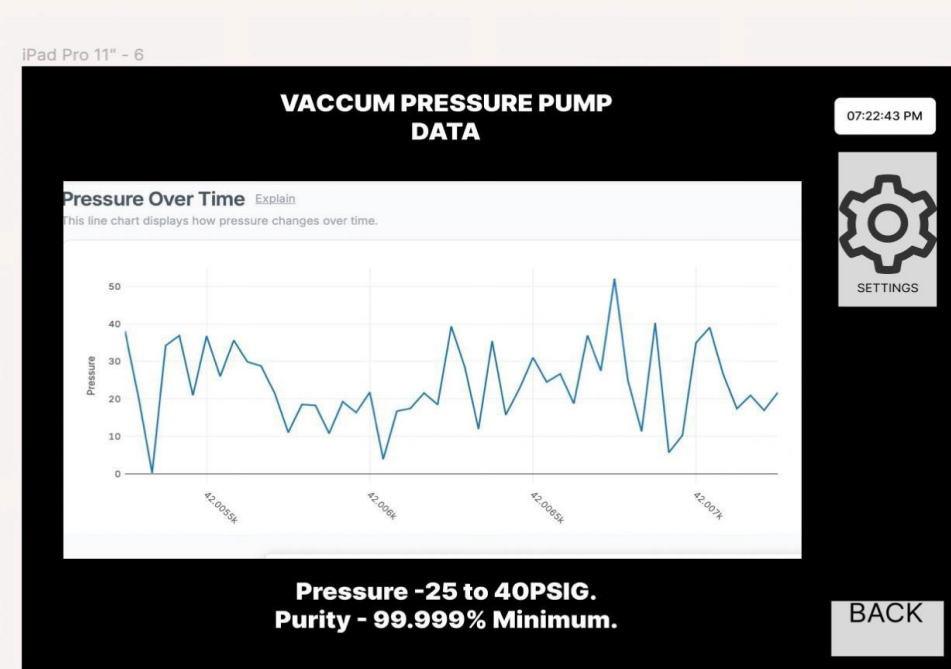 iPad Pro 11" - 6
VACCUM PRESSURE PUMP
DATA
07:22:43 PM
SETTINGS
Pressure Over Time Explain
This line chart displays how pressure changes over time.
Pressure
50
40
30
20
10
0
42.0055k
42.006k
42.0065k
42.007k
Pressure -25 to 40PSIG.
Purity - 99.999% Minimum.
BACK